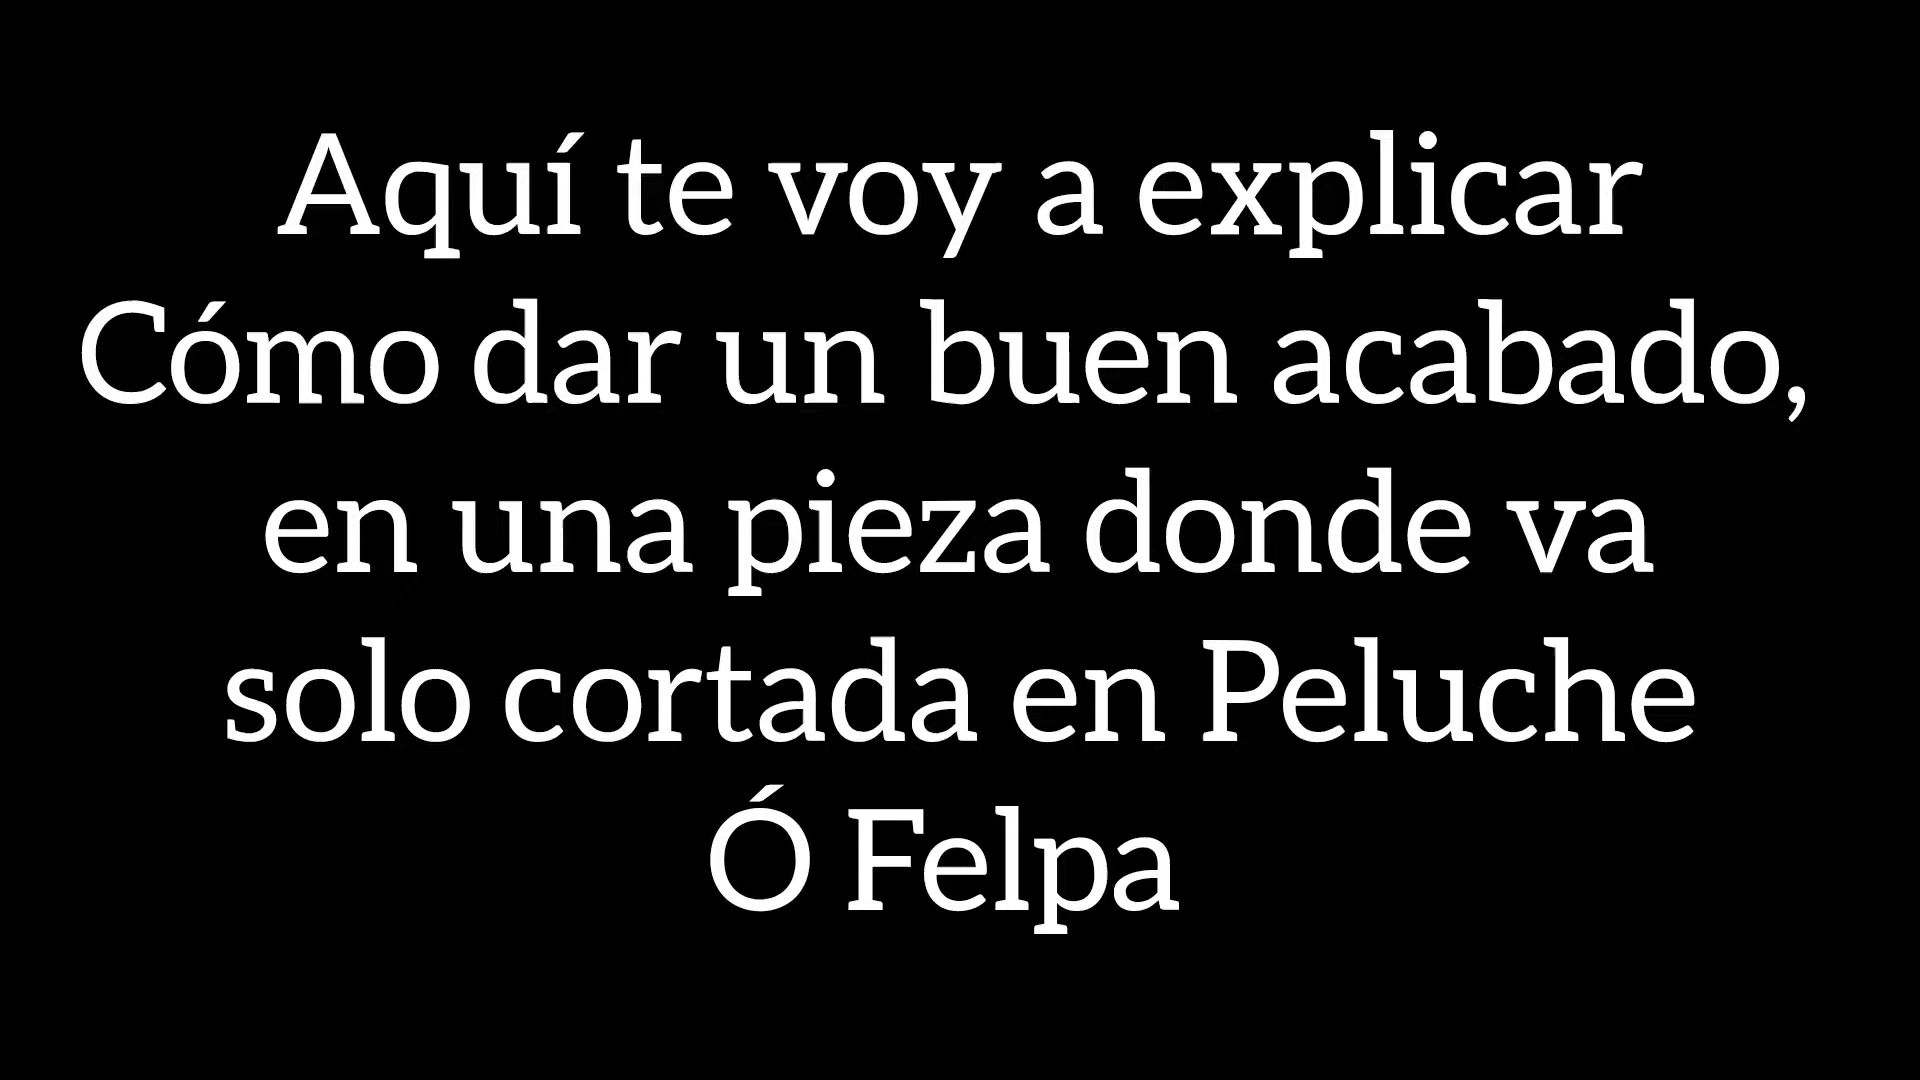 Aquí te voy a explicar
Cómo dar un buen acabado,
en una pieza donde va
solo cortada en Peluche
Ó Felpa